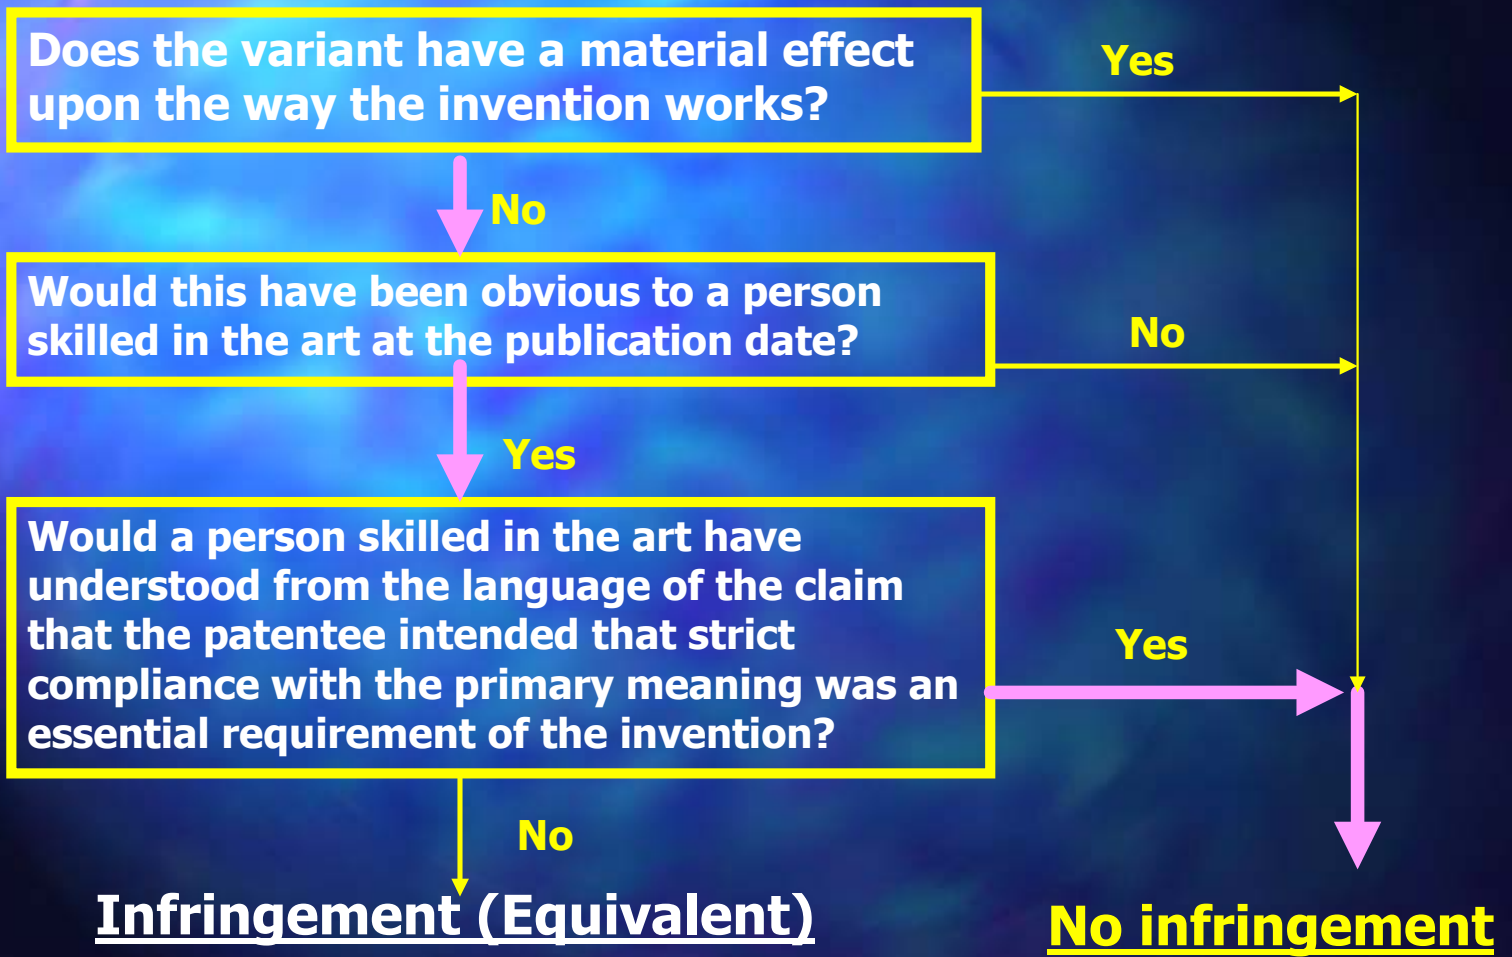 Does the variant have a material effect
upon the way the invention works?
Yes
No
Would this have been obvious to a person
skilled in the art at the publication date?
No
Yes
Would a person skilled in the art have
understood from the language of the claim
that the patentee intended that strict
compliance with the primary meaning was an
essential requirement of the invention?
Yes
No
Infringement (Equivalent)
No infringement